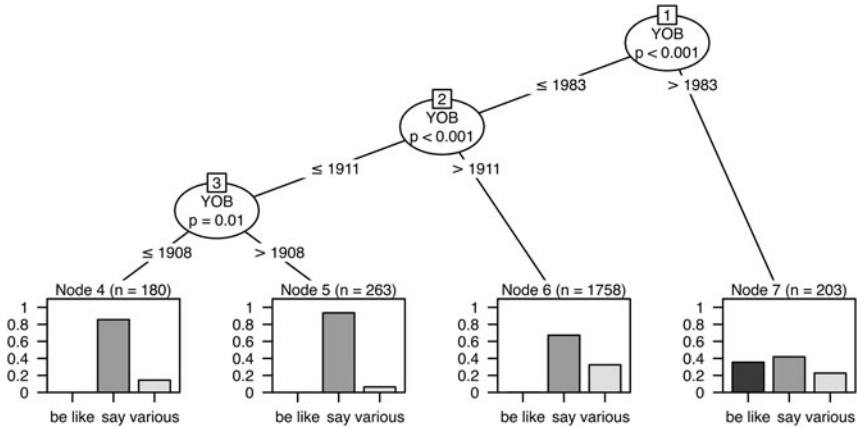 1
YOB
p < 0.001
≤ 1983
> 1983
2
YOB
p < 0.001
≤ 1911
> 1911
3
YOB
p = 0.01
≤ 1908
> 1908
Node 4 (n = 180)
1
0.8
0.6
0.4
0.2
0
be like say various
Node 5 (n = 263)
1
0.8
0.6
0.4
0.2
0
be like say various
Node 6 (n = 1758)
1
0.8
0.6
0.4
0.2
0
be like say various
Node 7 (n = 203)
1
0.8
0.6
0.4
0.2
0
be like say various